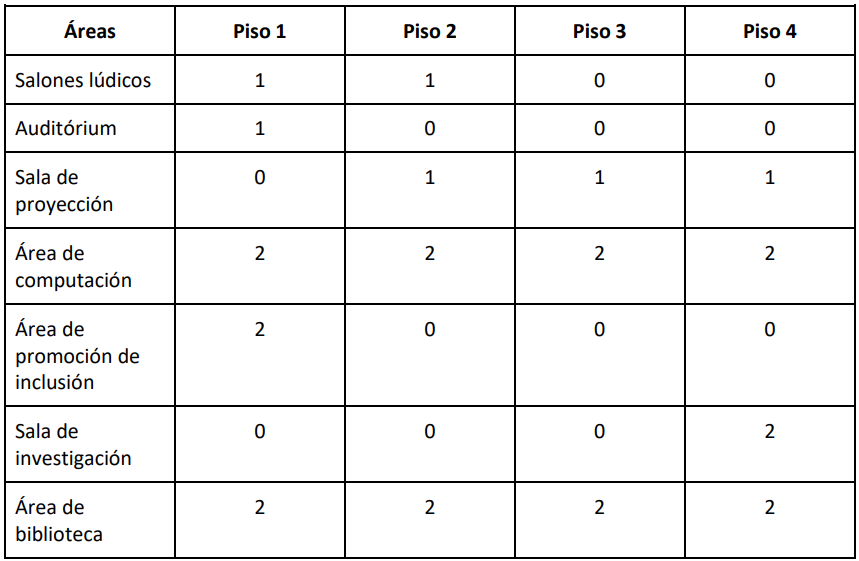 Áreas Piso 1 Piso 2 Piso 3 Piso 4
Salones lúdicos 1 1 0 0
Auditórium 1 0 0 0
Sala de 0 1 1 1
proyección
Área de 2 2 2 2
computación
Área de 2 0 0 0
promoción de
inclusión
Sala de 0 0 0 2
investigación
Área de 2 2 2 2
biblioteca